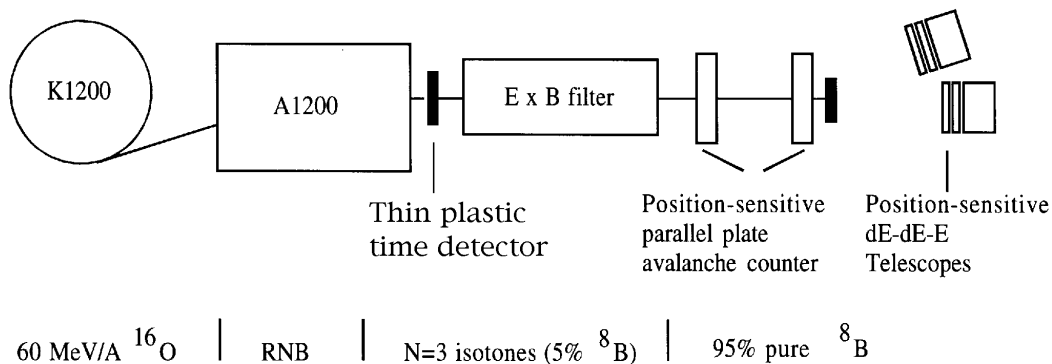 K1200
A1200
E x B filter
Thin plastic
time detector
Position-sensitive
parallel plate
avalanche counter
Position-sensitive
dE-dE-E
Telescopes
60 MeV/A ¹⁶O | RNB | N=3 isotones (5% ⁸B) | 95% pure ⁸B